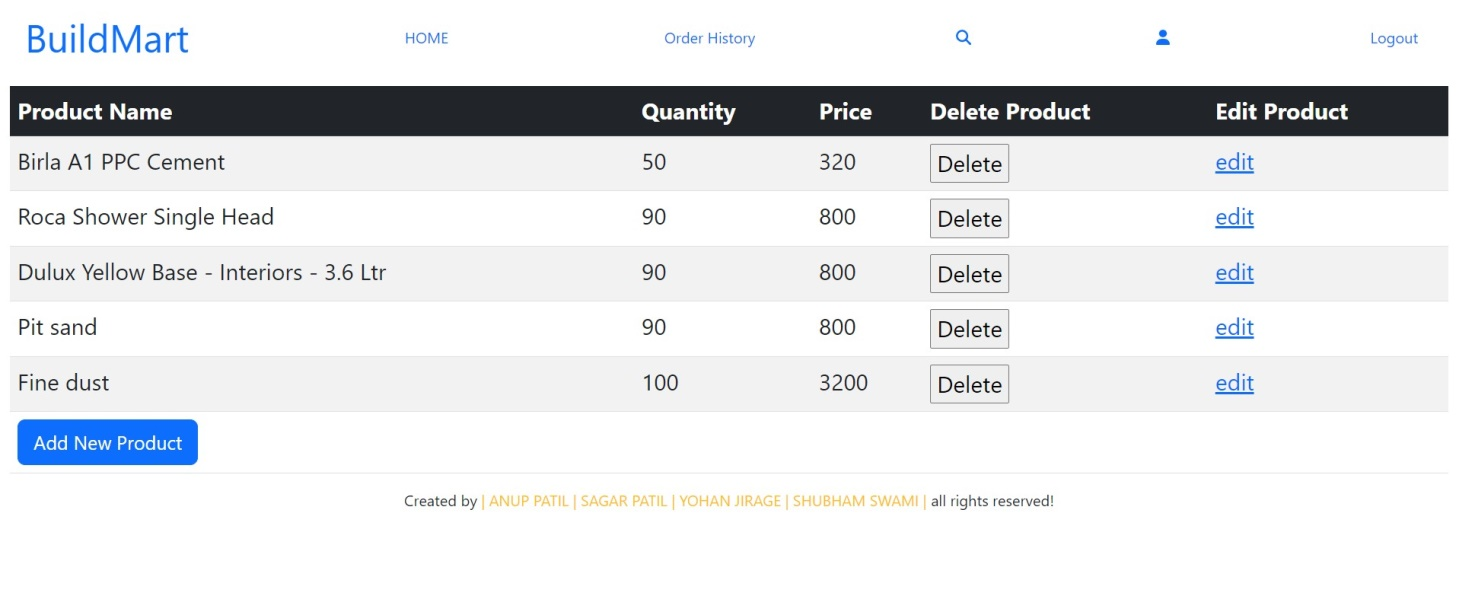 BuildMart HOME Order History Logout
Product Name Quantity Price Delete Product Edit Product
Birla A1 PPC Cement 50 320 Delete edit
Roca Shower Single Head 90 800 Delete edit
Dulux Yellow Base - Interiors - 3.6 Ltr 90 800 Delete edit
Pit sand 90 800 Delete edit
Fine dust 100 3200 Delete edit
Add New Product
Created by | ANUP PATIL | SAGAR PATIL | YOHAN JIRAGE | SHUBHAM SWAMI | all rights reserved!